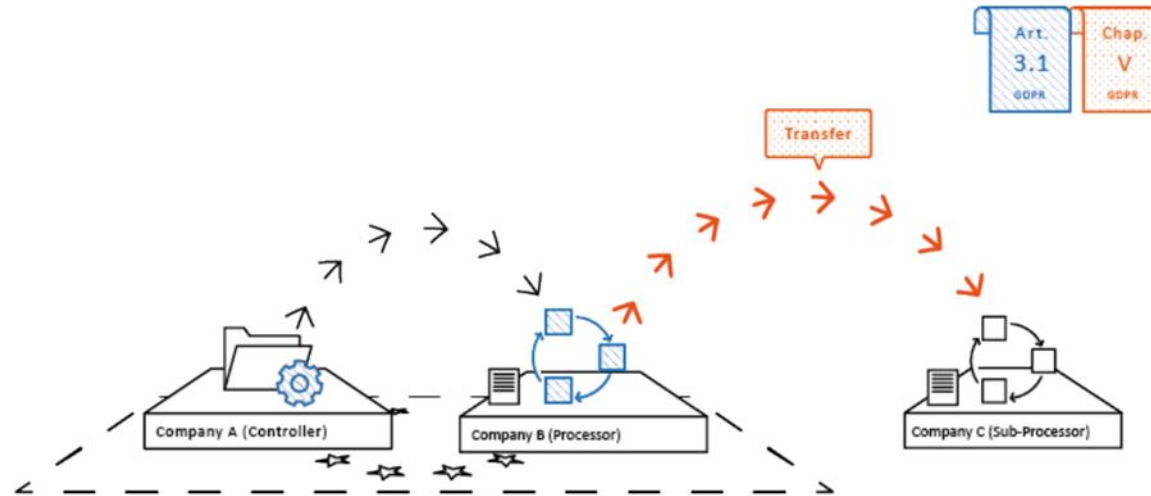 Art.
3.1
GDPR
Chap.
V
GDPR
Transfer
Company A (Controller)
Company B (Processor)
Company C (Sub-Processor)